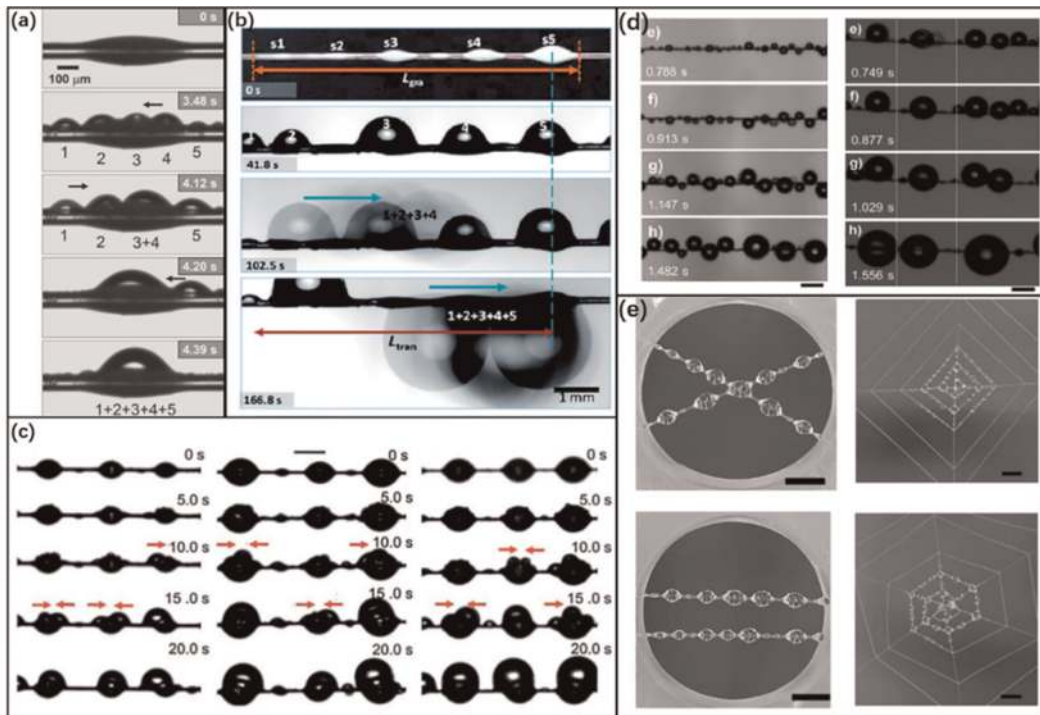 (a)
0 s
100 μm
3.48 s
1 2 3 4 5
4.12 s
1 2 3+4 5
4.20 s
4.39 s
1+2+3+4+5
(b)
s1 s2 s3 s4 s5
Lgra
0 s
2 3 4 5
41.8 s
1+2+3+4
102.5 s
1+2+3+4+5
Ltran
1 mm
166.8 s
(c)
0 s 0 s 0 s
5.0 s 5.0 s 5.0 s
10.0 s 10.0 s 10.0 s
15.0 s 15.0 s 15.0 s
20.0 s 20.0 s 20.0 s
(d)
e) e)
0.788 s 0.749 s
f) f)
0.913 s 0.877 s
g) g)
1.147 s 1.029 s
h) h)
1.482 s 1.556 s
(e)